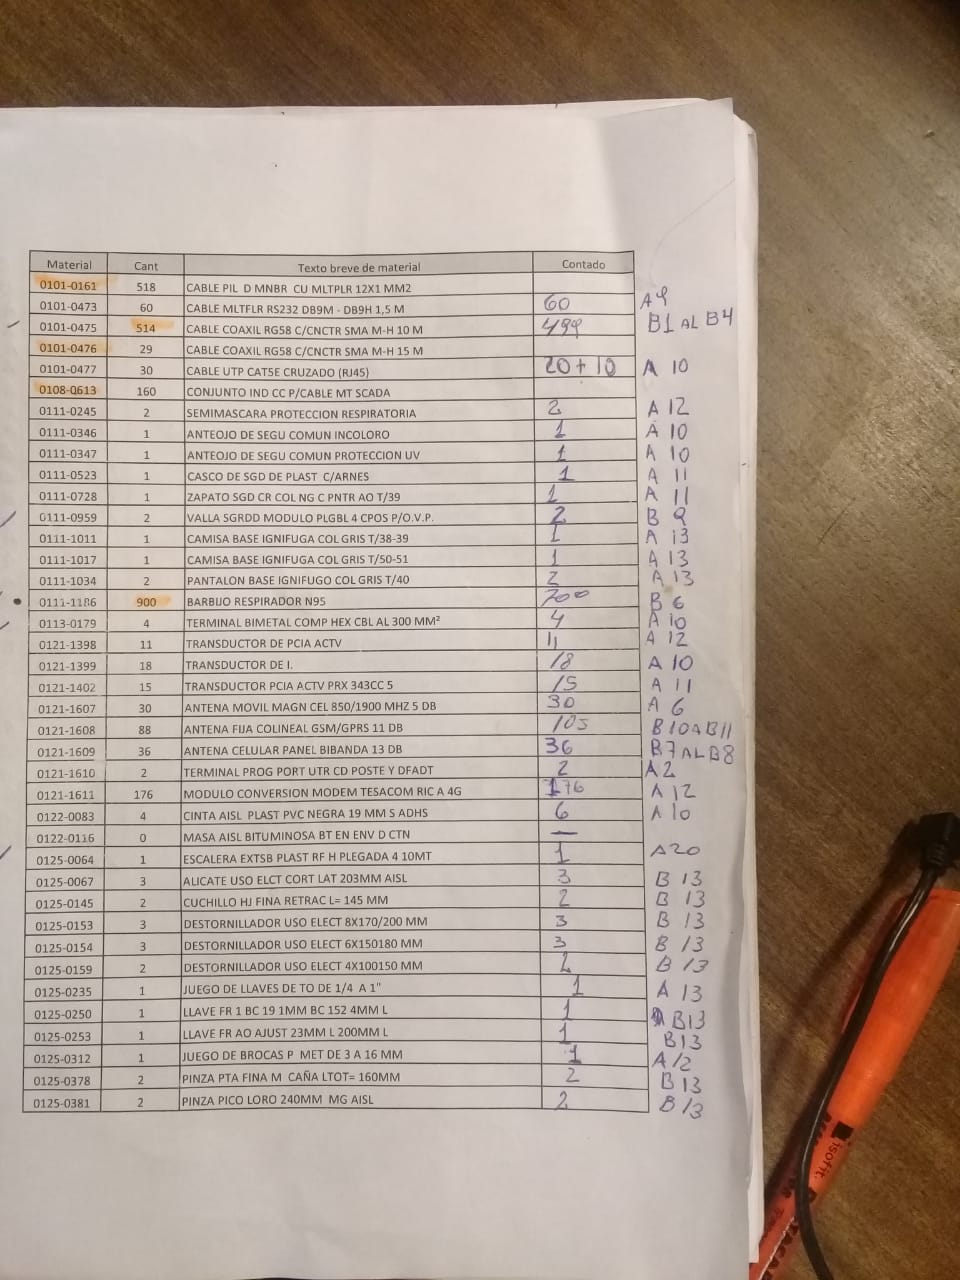 Material Cant Texto breve de material Contado
0101-0161 518 CABLE PIL D MNBR CU MLTPLR 12X1 MM2
0101-0473 60 CABLE MLTFLR RS232 DB9M - DB9H 1,5 M 60 A9
0101-0475 514 CABLE COAXIL RG58 C/CNCTR SMA M-H 10 M 499 B1 AL B4
0101-0476 29 CABLE COAXIL RG58 C/CNCTR SMA M-H 15 M
0101-0477 30 CABLE UTP CAT5E CRUZADO (RJ45) 20+10 A 10
0108-0613 160 CONJUNTO IND CC P/CABLE MT SCADA
0111-0245 2 SEMIMASCARA PROTECCION RESPIRATORIA 2 A 12
0111-0346 1 ANTEOJO DE SEGU COMUN INCOLORO 1 A 10
0111-0347 1 ANTEOJO DE SEGU COMUN PROTECCION UV 1 A 10
0111-0523 1 CASCO DE SGD DE PLAST C/ARNES 1 A 11
0111-0728 1 ZAPATO SGD CR COL NG C PNTR AO T/39 1 A 11
0111-0959 2 VALLA SGRDD MODULO PLGBL 4 CPOS P/O.V.P. 2 B 9
0111-1011 1 CAMISA BASE IGNIFUGA COL GRIS T/38-39 1 A 13
0111-1017 1 CAMISA BASE IGNIFUGA COL GRIS T/50-51 1 A 13
0111-1034 2 PANTALON BASE IGNIFUGO COL GRIS T/40 2 A 13
0111-1186 900 BARBIJO RESPIRADOR N95 700 B 6
0113-0179 4 TERMINAL BIMETAL COMP HEX CBL AL 300 MM² 4 A 10
0121-1398 11 TRANSDUCTOR DE PCIA ACTV 11 A 12
0121-1399 18 TRANSDUCTOR DE I. 18 A 10
0121-1402 15 TRANSDUCTOR PCIA ACTV PRX 343CC 5 15 A 11
0121-1607 30 ANTENA MOVIL MAGN CEL 850/1900 MHZ 5 DB 30 A 6
0121-1608 88 ANTENA FIJA COLINEAL GSM/GPRS 11 DB 105 B10 A B11
0121-1609 36 ANTENA CELULAR PANEL BIBANDA 13 DB 36 B7 AL B8
0121-1610 2 TERMINAL PROG PORT UTR CD POSTE Y DFADT 2 A2
0121-1611 176 MODULO CONVERSION MODEM TESACOM RIC A 4G 176 A 12
0122-0083 4 CINTA AISL PLAST PVC NEGRA 19 MM S ADHS 6 A 10
0122-0116 0 MASA AISL BITUMINOSA BT EN ENV D CTN —
0125-0064 1 ESCALERA EXTSB PLAST RF H PLEGADA 4 10MT 1 A20
0125-0067 3 ALICATE USO ELCT CORT LAT 203MM AISL 3 B 13
0125-0145 2 CUCHILLO HJ FINA RETRAC L= 145 MM 2 B 13
0125-0153 3 DESTORNILLADOR USO ELECT 8X170/200 MM 3 B 13
0125-0154 3 DESTORNILLADOR USO ELECT 6X150180 MM 3 B 13
0125-0159 2 DESTORNILLADOR USO ELECT 4X100150 MM 2 B 13
0125-0235 1 JUEGO DE LLAVES DE TO DE 1/4 A 1" 1 A 13
0125-0250 1 LLAVE FR 1 BC 19 1MM BC 152 4MM L 1 B13
0125-0253 1 LLAVE FR AO AJUST 23MM L 200MM L 1 B13
0125-0312 1 JUEGO DE BROCAS P MET DE 3 A 16 MM 1 A 12
0125-0378 2 PINZA PTA FINA M CAÑA LTOT= 160MM 2 B 13
0125-0381 2 PINZA PICO LORO 240MM MG AISL 2 B 13
isofit